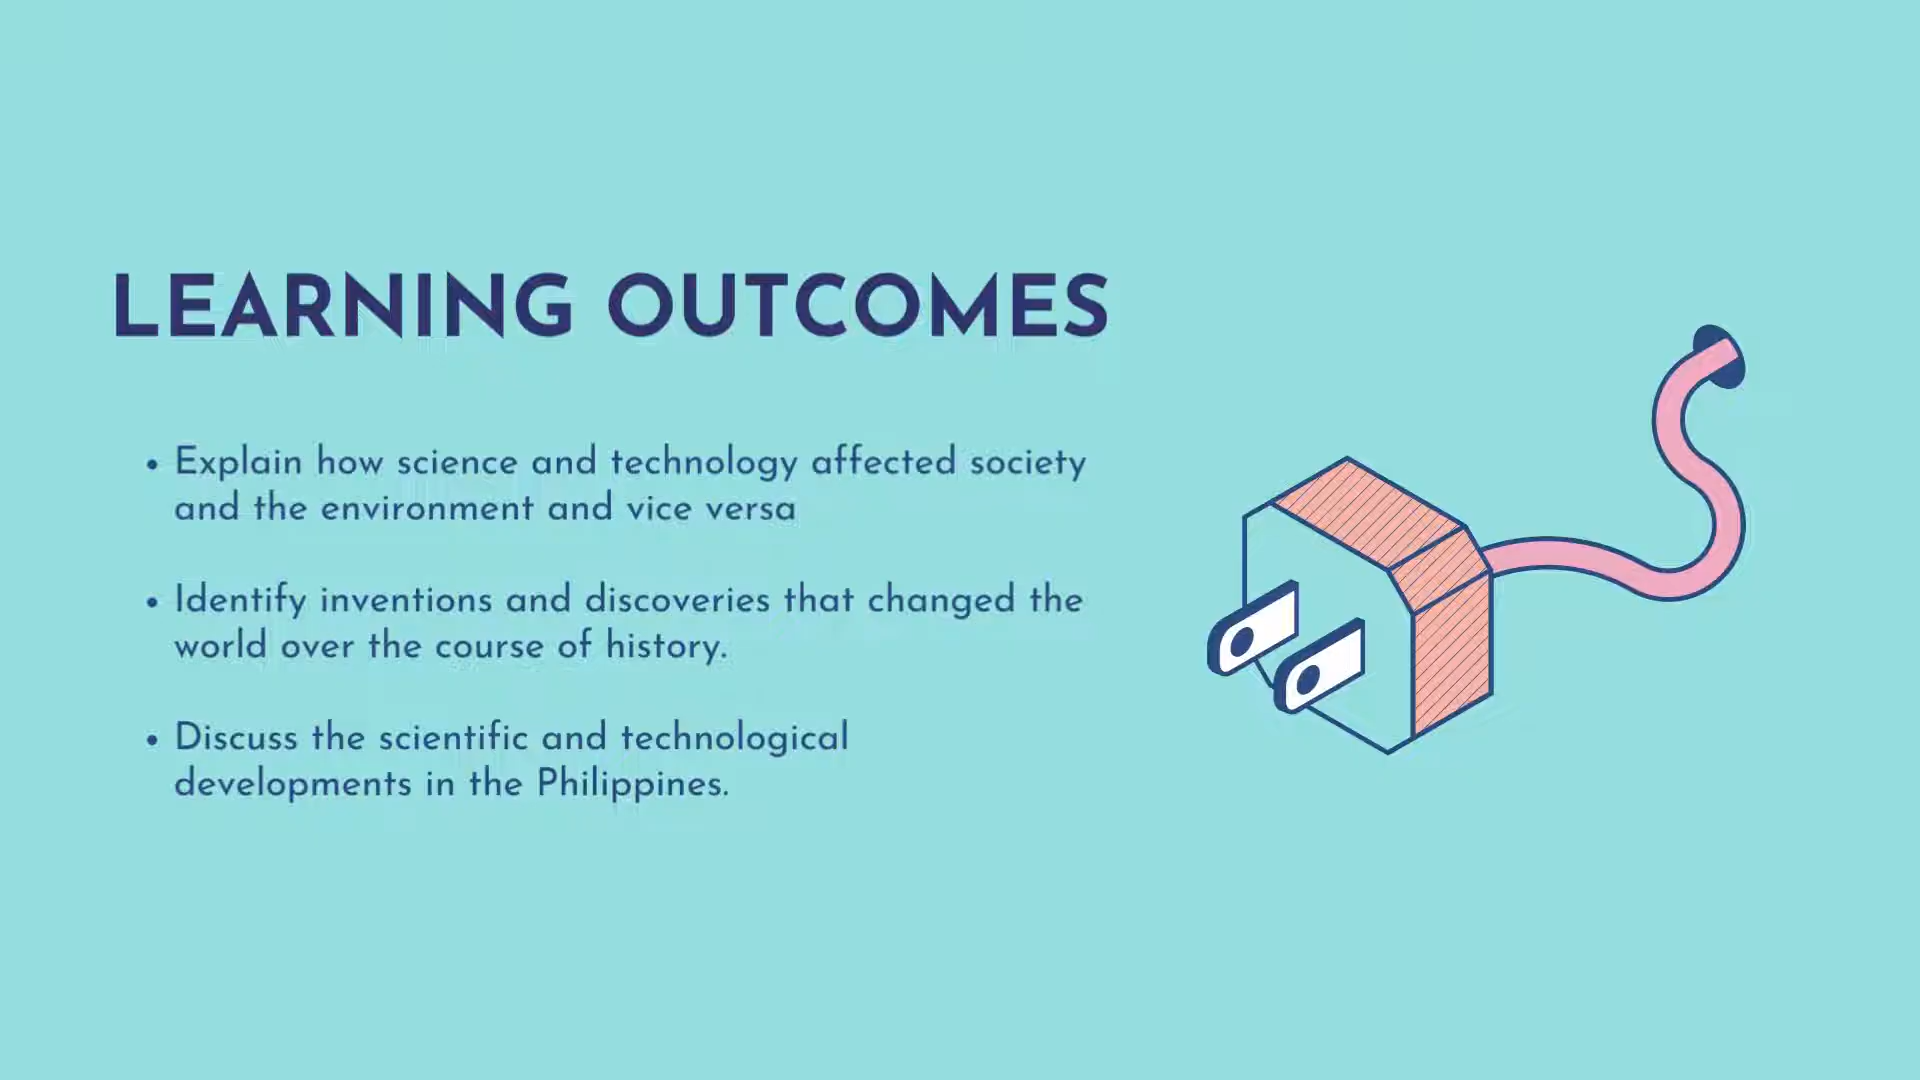 LEARNING OUTCOMES
• Explain how science and technology affected society
and the environment and vice versa
• Identify inventions and discoveries that changed the
world over the course of history.
• Discuss the scientific and technological
developments in the Philippines.